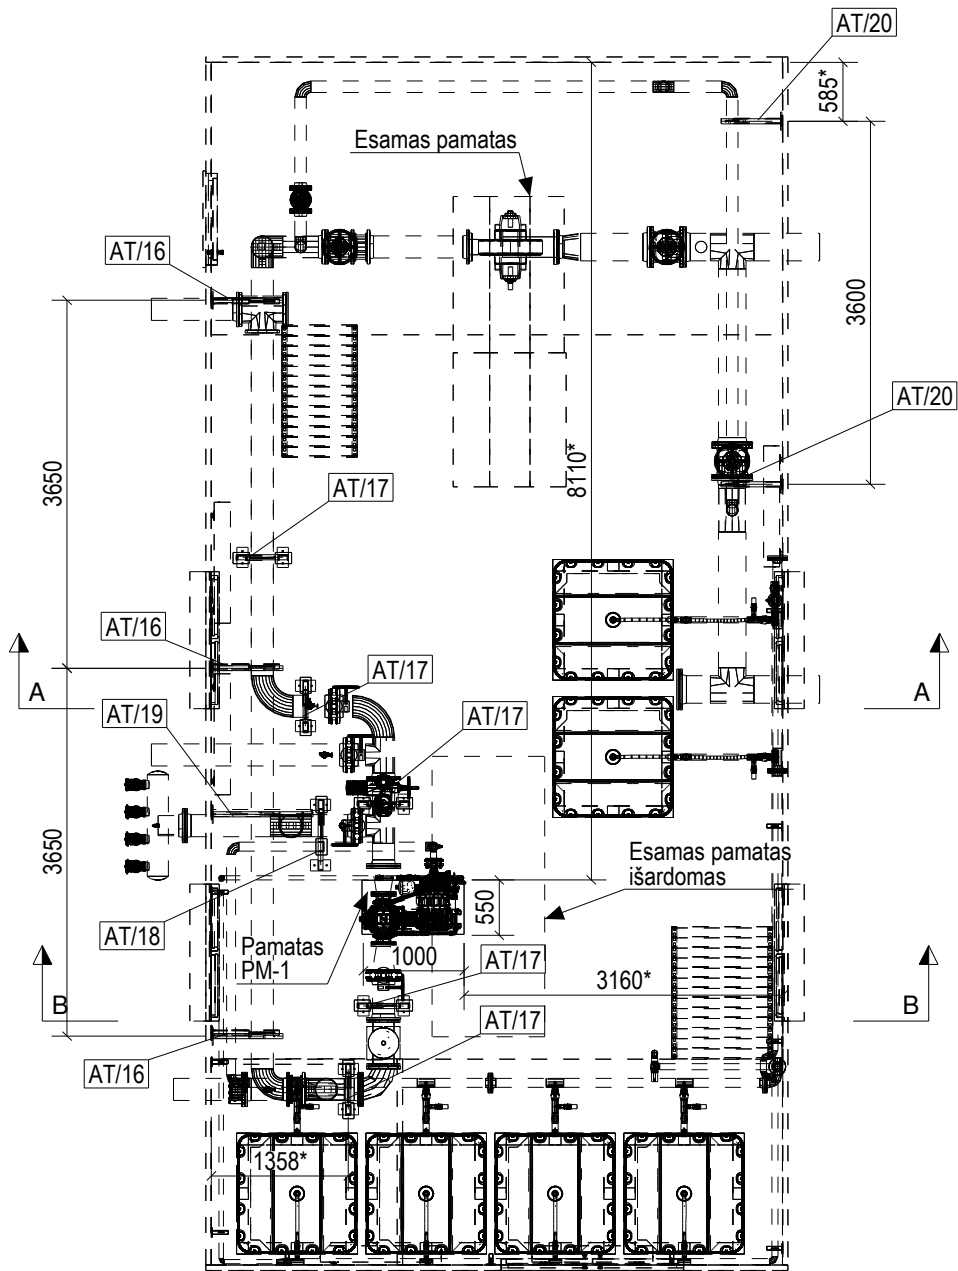 AT/20
585*
Esamas pamatas
AT/16
3600
AT/20
3650
8110*
AT/17
AT/16
AT/17
A
A
AT/19
AT/17
3650
Esamas pamatas
išardomas
550
AT/18
Pamatas
PM-1
1000
AT/17
3160*
B
B
AT/17
AT/16
1358*